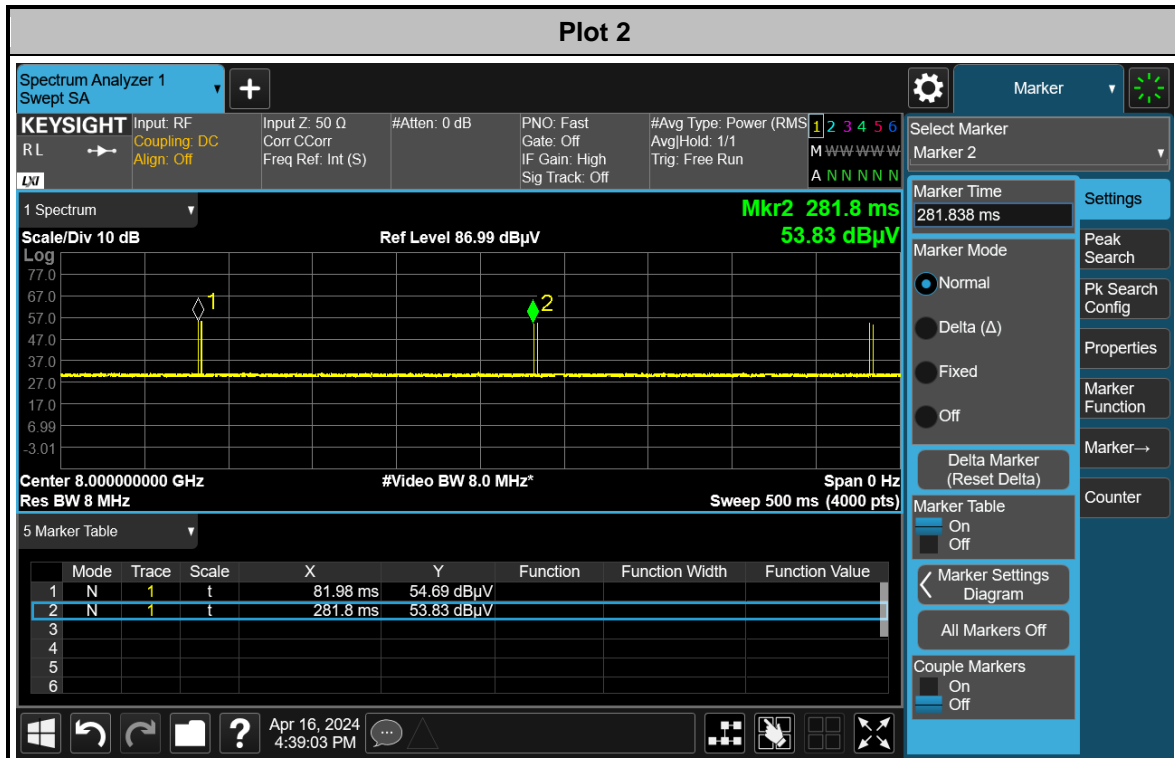 Plot 2
Spectrum Analyzer 1
Swept SA
+
Marker
KEYSIGHT
RL
LXI
Input: RF
Coupling: DC
Align: Off
Input Z: 50 Ω
Corr CCorr
Freq Ref: Int (S)
#Atten: 0 dB
PNO: Fast
Gate: Off
IF Gain: High
Sig Track: Off
#Avg Type: Power (RMS
Avg|Hold: 1/1
Trig: Free Run
1 2 3 4 5 6
M W W W W W
A N N N N N
Select Marker
Marker 2
1 Spectrum
Mkr2 281.8 ms
Scale/Div 10 dB
Ref Level 86.99 dBµV
53.83 dBµV
Log
77.0
67.0
57.0
47.0
37.0
27.0
17.0
6.99
-3.01
1
2
Center 8.000000000 GHz
#Video BW 8.0 MHz*
Span 0 Hz
Res BW 8 MHz
Sweep 500 ms (4000 pts)
5 Marker Table
Mode Trace Scale X Y Function Function Width Function Value
1 N 1 t 81.98 ms 54.69 dBµV
2 N 1 t 281.8 ms 53.83 dBµV
3
4
5
6
Marker Time
281.838 ms
Marker Mode
Normal
Delta (Δ)
Fixed
Off
Delta Marker
(Reset Delta)
Marker Table
On
Off
Marker Settings
Diagram
All Markers Off
Couple Markers
On
Off
Settings
Peak
Search
Pk Search
Config
Properties
Marker
Function
Marker→
Counter
?
Apr 16, 2024
4:39:03 PM